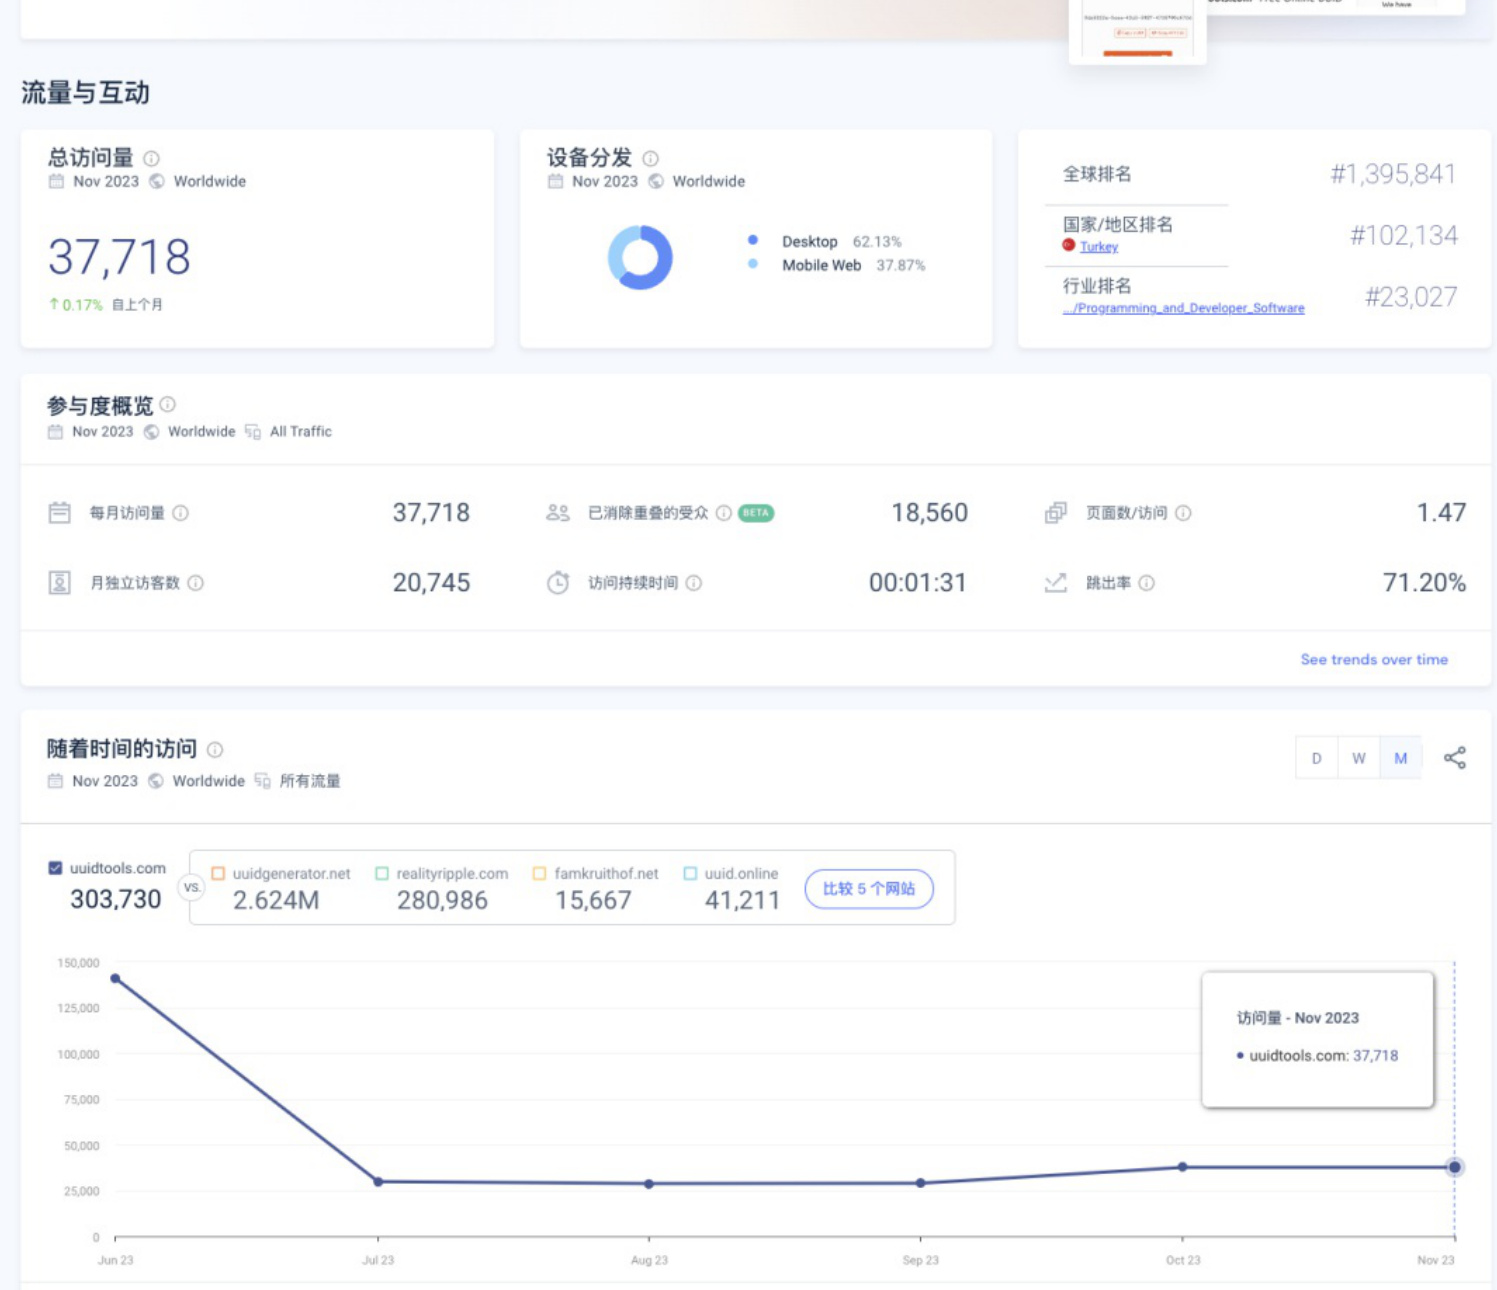 We have
流量与互动
总访问量
Nov 2023 Worldwide
37,718
↑ 0.17% 自上个月
设备分发
Nov 2023 Worldwide
Desktop 62.13%
Mobile Web 37.87%
全球排名 #1,395,841
国家/地区排名 #102,134
Turkey
行业排名 #23,027
.../Programming_and_Developer_Software
参与度概览
Nov 2023 Worldwide All Traffic
每月访问量 37,718
已消除重叠的受众 BETA 18,560
页面数/访问 1.47
月独立访客数 20,745
访问持续时间 00:01:31
跳出率 71.20%
See trends over time
随着时间的访问
Nov 2023 Worldwide 所有流量
D W M
uuidtools.com
303,730
vs.
uuidgenerator.net
2.624M
realityripple.com
280,986
famkruithof.net
15,667
uuid.online
41,211
比较 5 个网站
150,000
125,000
100,000
75,000
50,000
25,000
0
访问量 - Nov 2023
uuidtools.com: 37,718
Jun 23 Jul 23 Aug 23 Sep 23 Oct 23 Nov 23